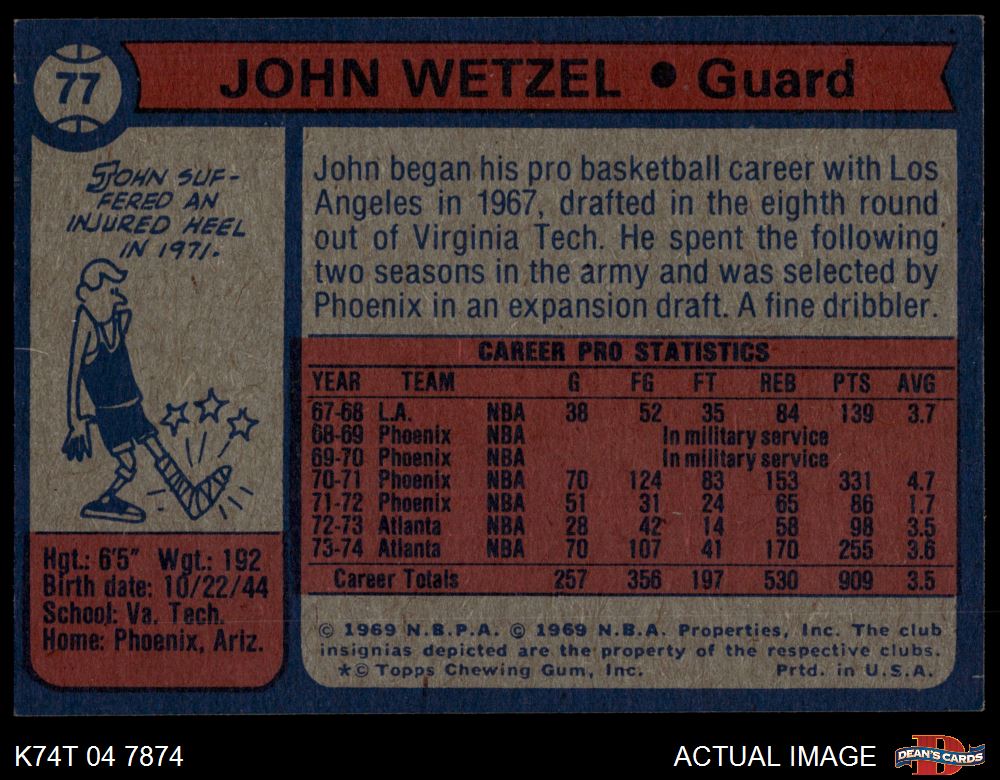 77
JOHN WETZEL ● Guard
JOHN SUF-
FERED AN
INJURED HEEL
IN 1971.
John began his pro basketball career with Los
Angeles in 1967, drafted in the eighth round
out of Virginia Tech. He spent the following
two seasons in the army and was selected by
Phoenix in an expansion draft. A fine dribbler.
CAREER PRO STATISTICS
YEAR TEAM G FG FT REB PTS AVG
67-68 L.A. NBA 38 52 35 84 139 3.7
68-69 Phoenix NBA In military service
69-70 Phoenix NBA In military service
70-71 Phoenix NBA 70 124 83 153 331 4.7
71-72 Phoenix NBA 51 31 24 65 86 1.7
72-73 Atlanta NBA 28 42 14 58 98 3.5
73-74 Atlanta NBA 70 107 41 170 255 3.6
Career Totals 257 356 197 530 909 3.5
Hgt.: 6'5" Wgt.: 192
Birth date: 10/22/44
School: Va. Tech.
Home: Phoenix, Ariz.
© 1969 N.B.P.A. © 1969 N.B.A. Properties, Inc. The club
insignias depicted are the property of the respective clubs.
*© Topps Chewing Gum, Inc. Prtd. in U.S.A.
K74T 04 7874
ACTUAL IMAGE
D
DEAN'S CARDS